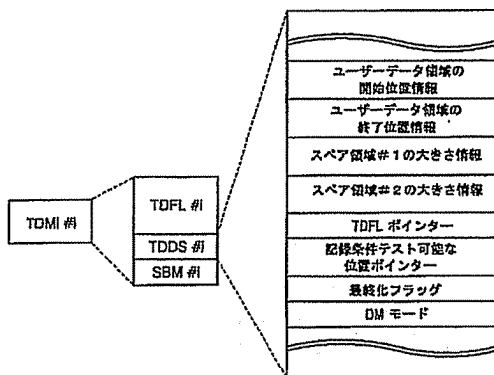 TDMI #i
TDFL #i
TDDS #i
SBM #i
ユーザーデータ領域の
開始位置情報
ユーザーデータ領域の
終了位置情報
スペア領域＃1の大きさ情報
スペア領域＃2の大きさ情報
TDFL ポインター
記録条件テスト可能な
位置ポインター
最終化フラッグ
DM モード